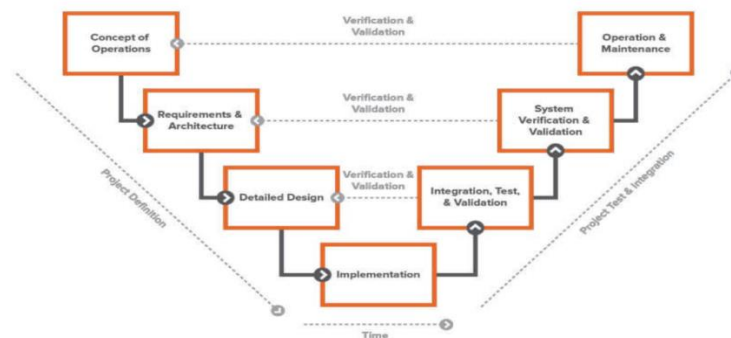 Concept of
Operations
Verification &
Validation
Operation &
Maintenance
Requirements &
Architecture
Verification &
Validation
System
Verification &
Validation
Detailed Design
Verification &
Validation
Integration, Test,
& Validation
Implementation
Project Definition
Project Test & Integration
Time